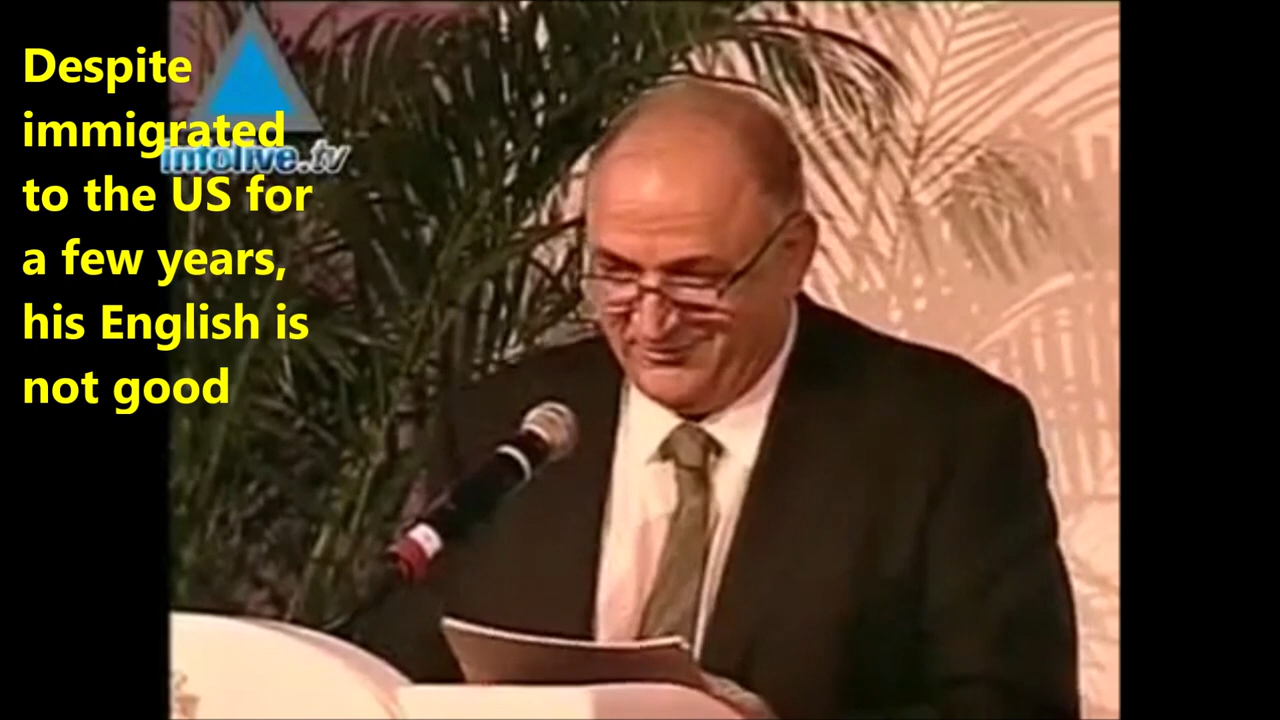 Despite
immigrated
infolive.tv
to the US for
a few years,
his English is
not good